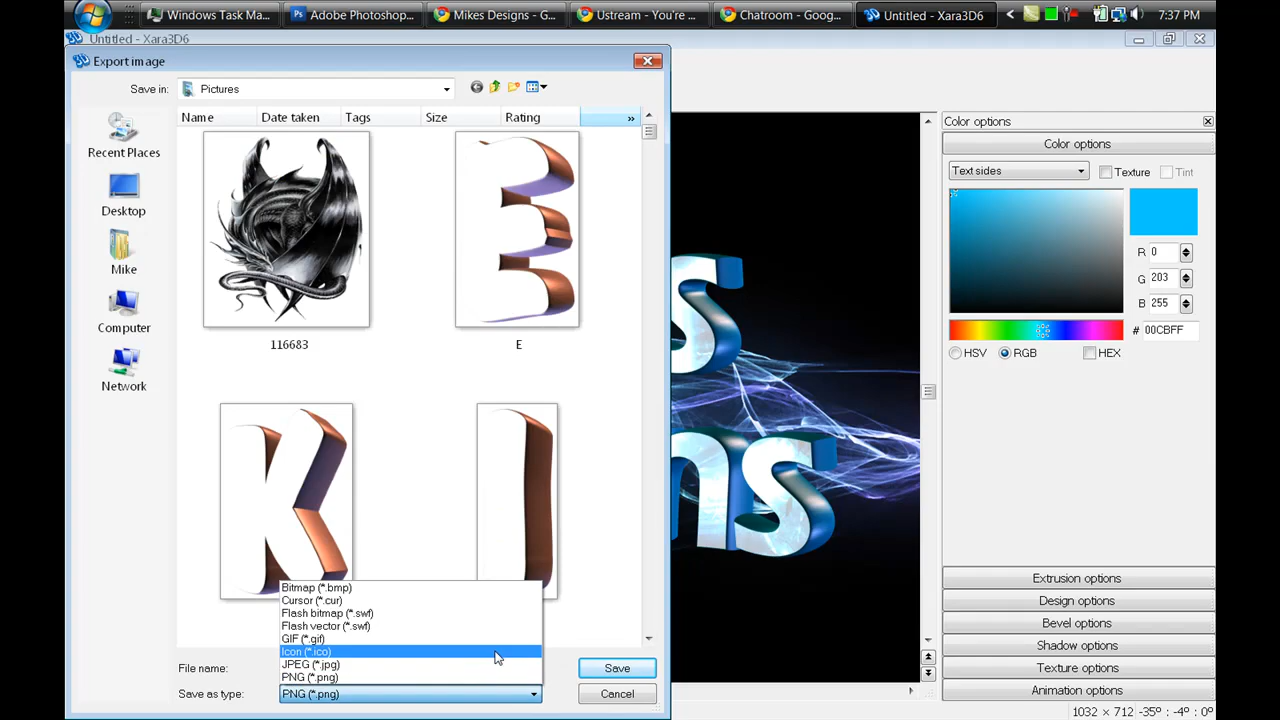 Windows Task Ma...
Adobe Photoshop...
Mikes Designs - G...
Ustream - You're ...
Chatroom - Goog...
Untitled - Xara3D6
7:37 PM
Untitled - Xara3D6
Export image
Save in:
Pictures
Name
Date taken
Tags
Size
Rating
»
Recent Places
Desktop
Mike
Computer
Network
116683
E
Bitmap (*.bmp)
Cursor (*.cur)
Flash bitmap (*.swf)
Flash vector (*.swf)
GIF (*.gif)
Icon (*.ico)
JPEG (*.jpg)
PNG (*.png)
File name:
Save
Save as type:
PNG (*.png)
Cancel
s
ns
Color options
Color options
Text sides
Texture
Tint
R 0
G 203
B 255
# 00CBFF
HSV
RGB
HEX
Extrusion options
Design options
Bevel options
Shadow options
Texture options
Animation options
1032 x 712 -35° -4° 0°